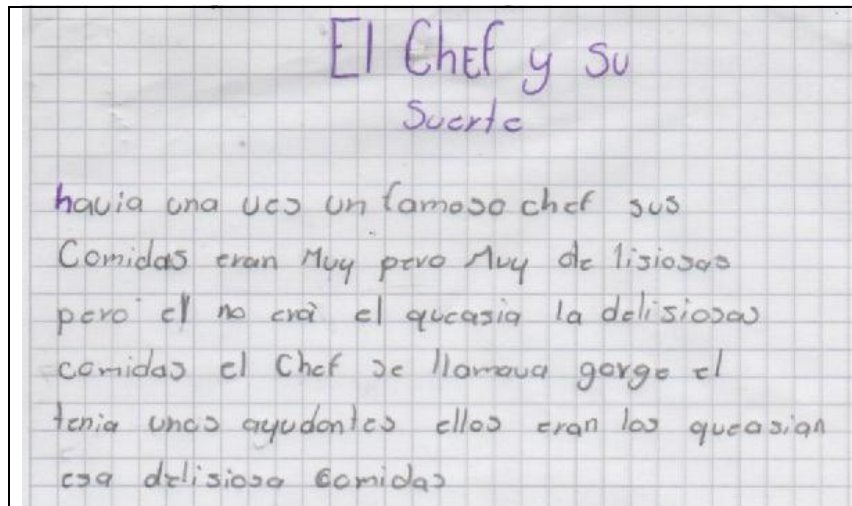 El Chef y su
Suerte
havia una ves un famoso chef sus
Comidas eran Muy pero Muy de lisiosas
pero el no era el queasia la delisiosas
comidas el Chef se llamava gorge el
tenia unos ayudantes ellos eran los queasian
esa delisiosa comidas